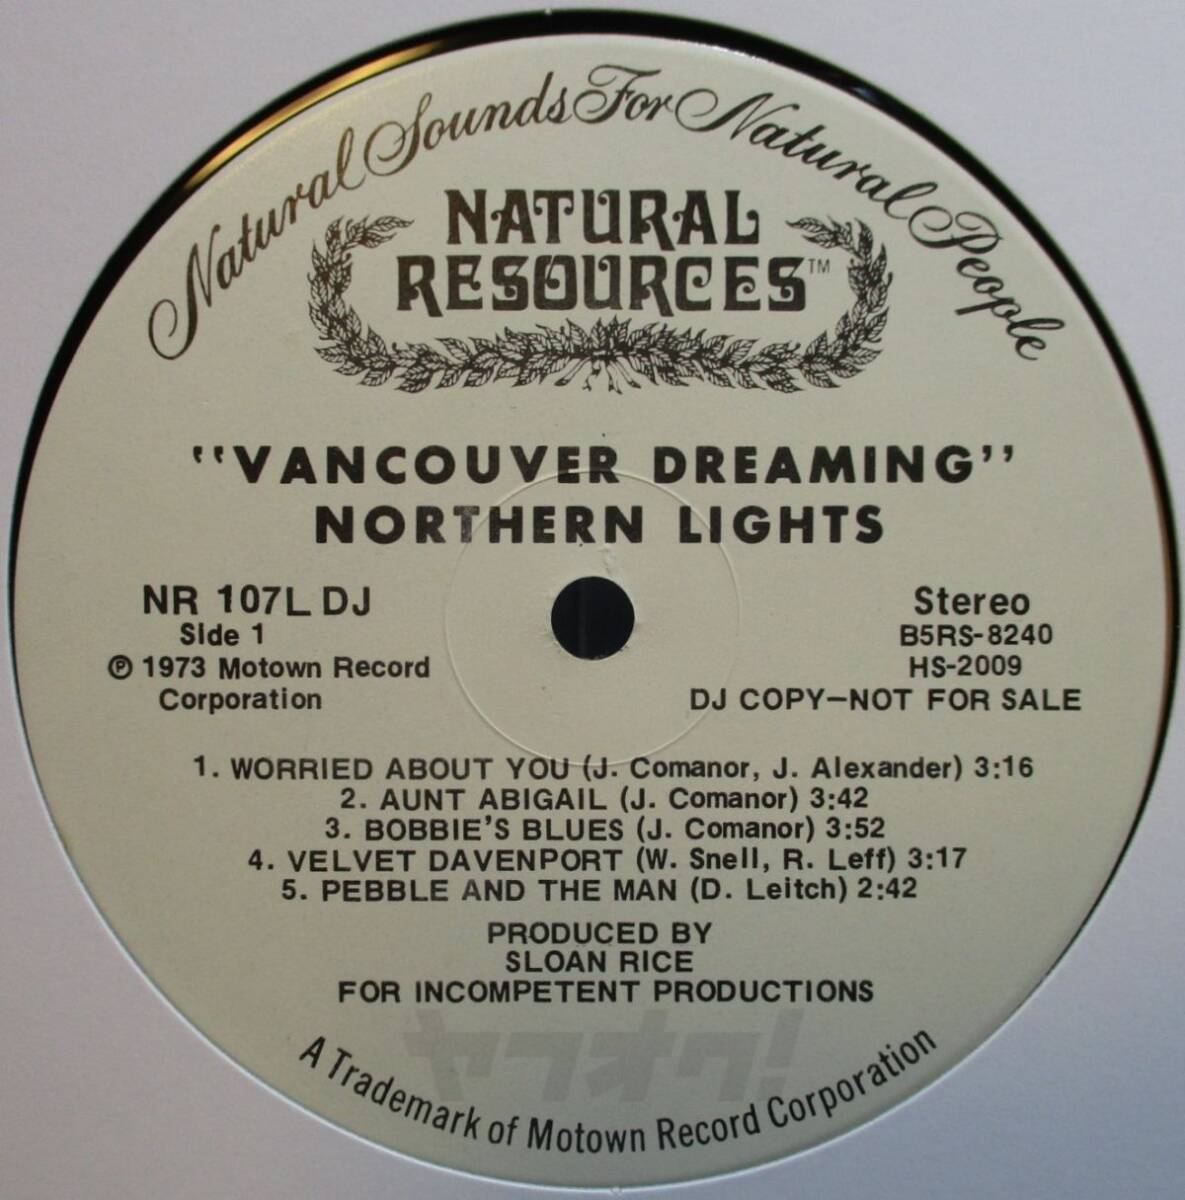 Natural Sounds For Natural People
NATURAL
RESOURCES™
"VANCOUVER DREAMING"
NORTHERN LIGHTS
NR 107L DJ
Side 1
℗ 1973 Motown Record
Corporation
Stereo
B5RS-8240
HS-2009
DJ COPY—NOT FOR SALE
1. WORRIED ABOUT YOU (J. Comanor, J. Alexander) 3:16
2. AUNT ABIGAIL (J. Comanor) 3:42
3. BOBBIE'S BLUES (J. Comanor) 3:52
4. VELVET DAVENPORT (W. Snell, R. Leff) 3:17
5. PEBBLE AND THE MAN (D. Leitch) 2:42
PRODUCED BY
SLOAN RICE
FOR INCOMPETENT PRODUCTIONS
ヤフオク!
A Trademark of Motown Record Corporation